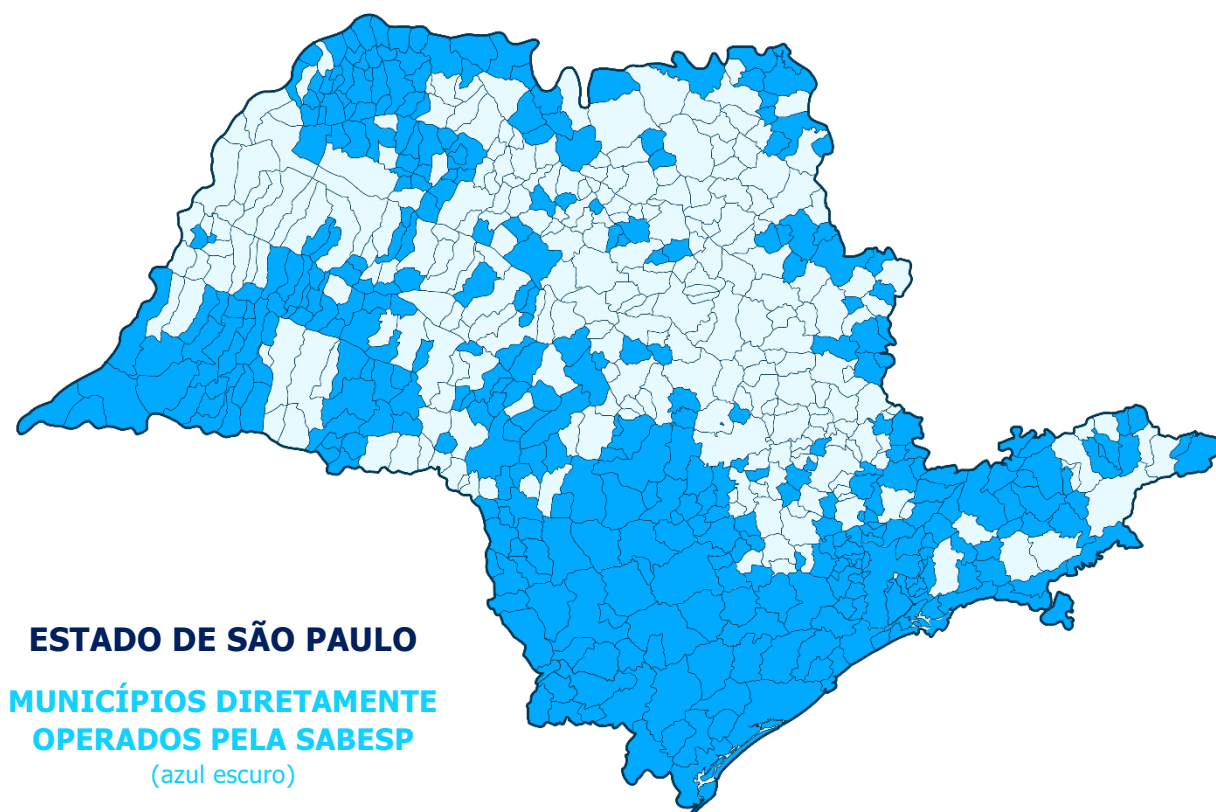 ESTADO DE SÃO PAULO
MUNICÍPIOS DIRETAMENTE
OPERADOS PELA SABESP
(azul escuro)